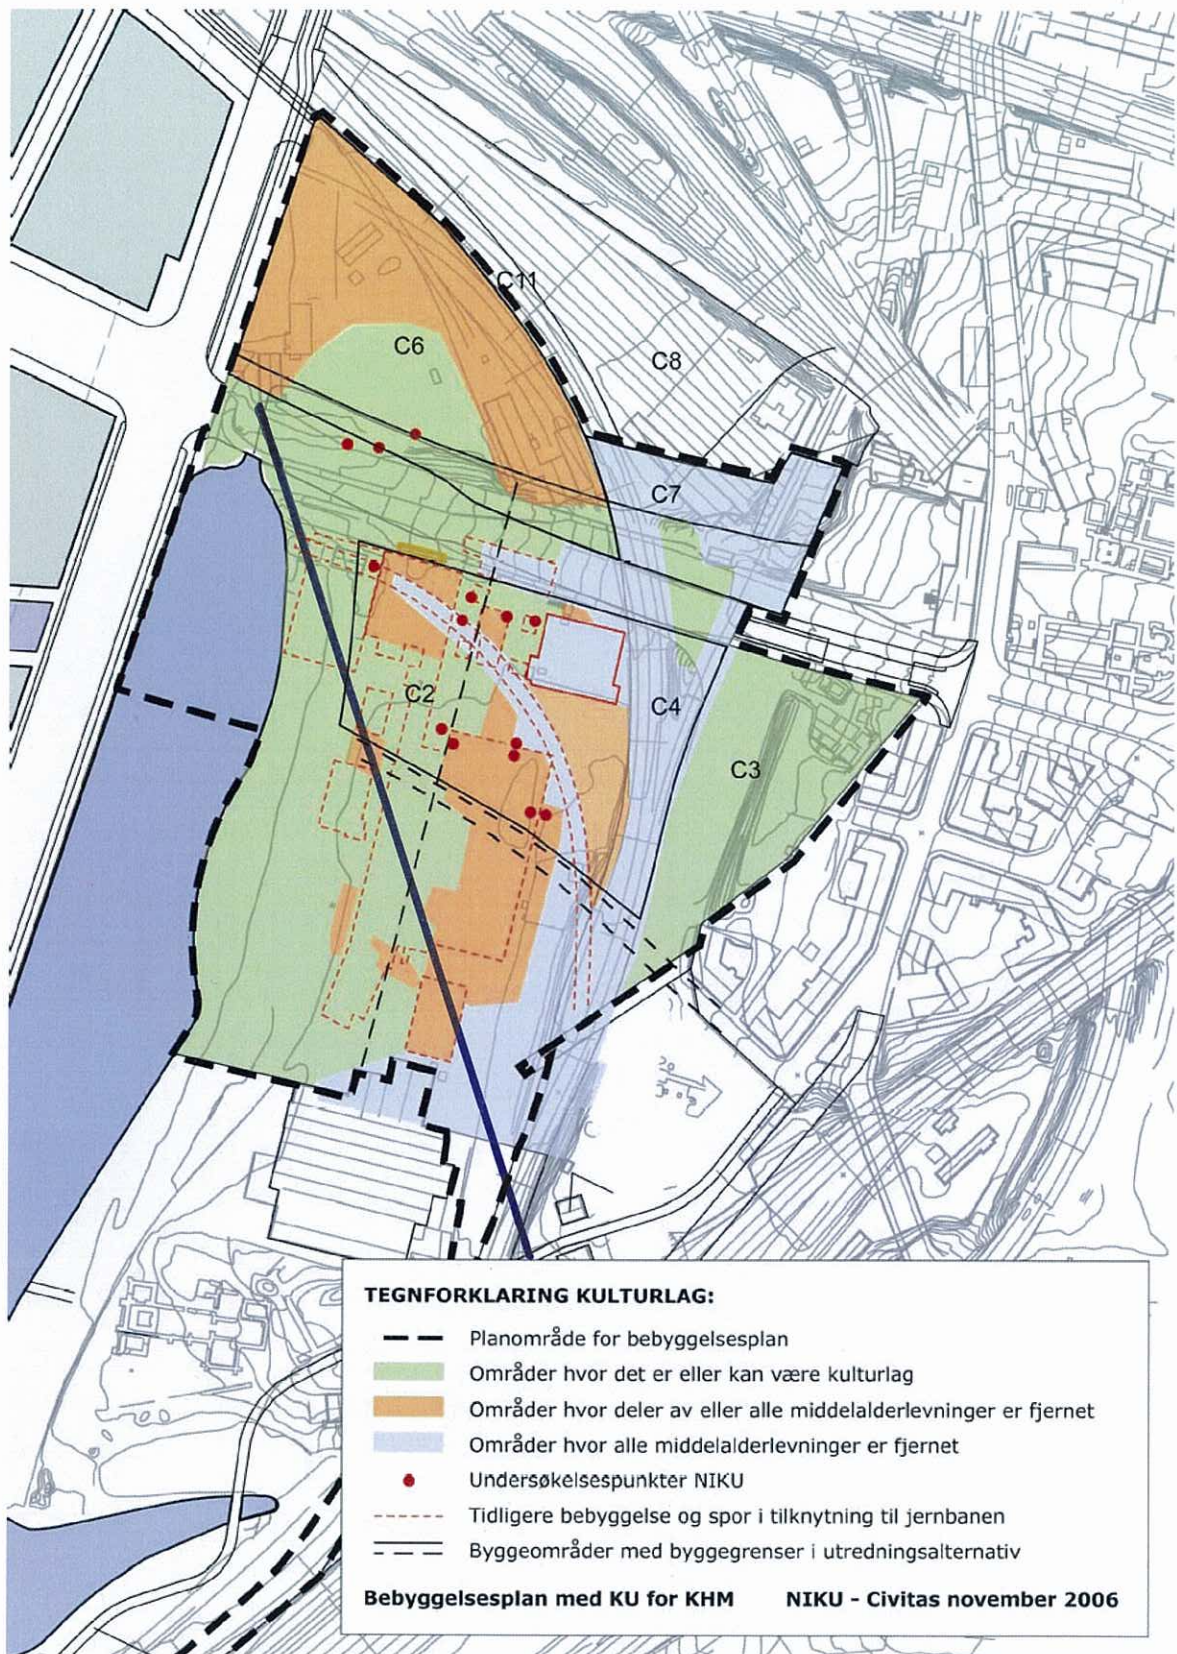 C11
C6
C8
C7
C2
C4
C3
TEGNFORKLARING KULTURLAG:
Planområde for bebyggelsesplan
Områder hvor det er eller kan være kulturlag
Områder hvor deler av eller alle middelalderlevninger er fjernet
Områder hvor alle middelalderlevninger er fjernet
Undersøkelsespunkter NIKU
Tidligere bebyggelse og spor i tilknytning til jernbanen
Byggeområder med byggegrenser i utredningsalternativ
Bebyggelsesplan med KU for KHM NIKU - Civitas november 2006